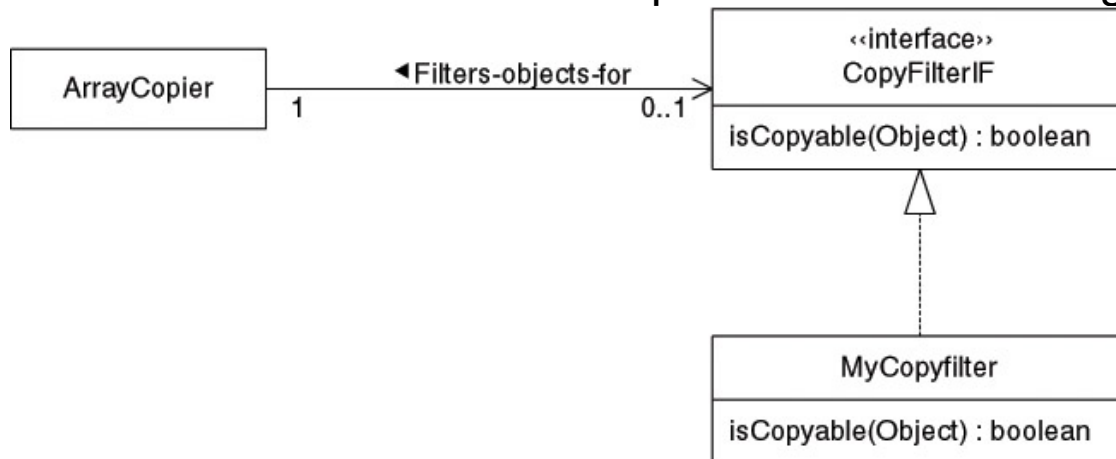 ‹‹interface››
CopyFilterIF
ArrayCopier
◄Filters-objects-for
1
0..1
isCopyable(Object) : boolean
MyCopyfilter
isCopyable(Object) : boolean